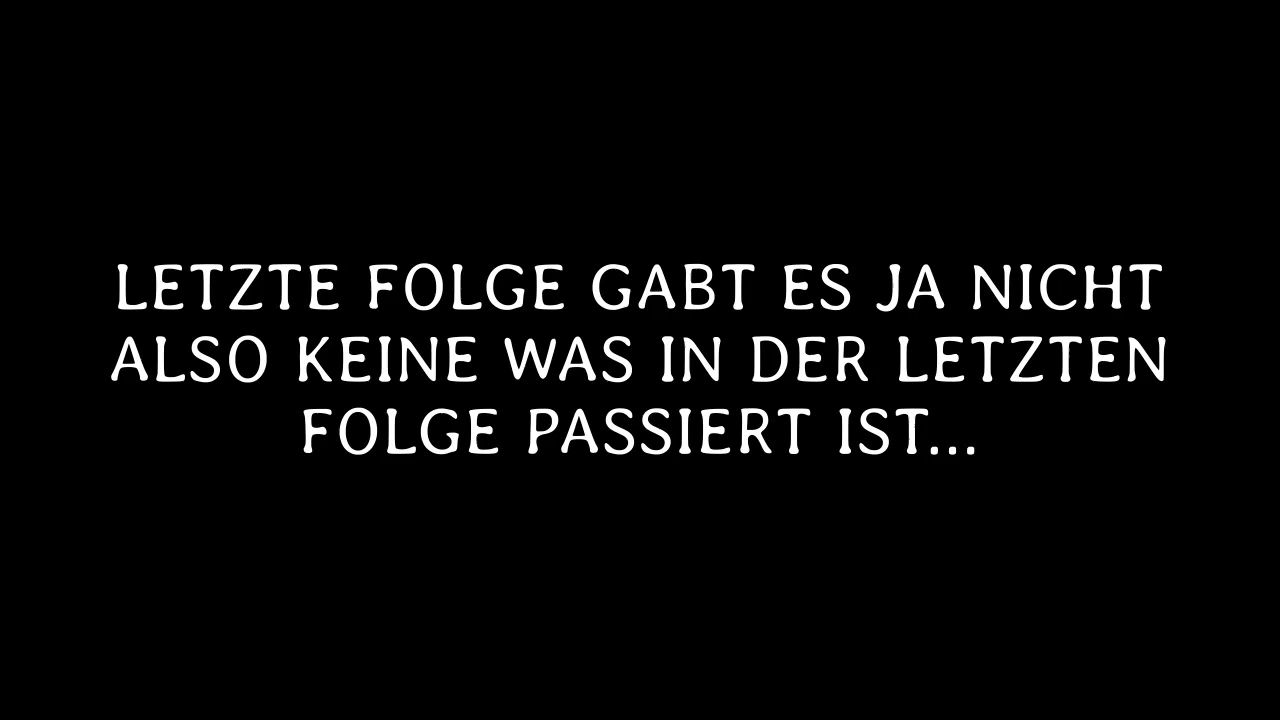 LETZTE FOLGE GABT ES JA NICHT
ALSO KEINE WAS IN DER LETZTEN
FOLGE PASSIERT IST...